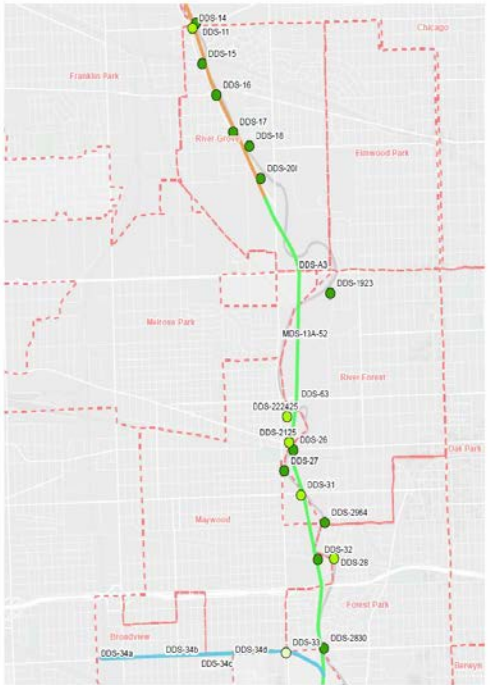 DDS-14
Chicago
DDS-11
DDS-15
Franklin Park
DDS-16
DDS-17
River Grove
DDS-18
Elmwood Park
DDS-20I
DDS-A3
DDS-1923
Melrose Park
MDS-13A-52
River Forest
DDS-63
DDS-222425
DDS-2125
DDS-26
Oak Park
DDS-27
DDS-31
DDS-2964
Maywood
DDS-32
DDS-28
Forest Park
Broadview
DDS-33
DDS-2830
DDS-34b
DDS-34d
DDS-34a
DDS-34c
Berwyn